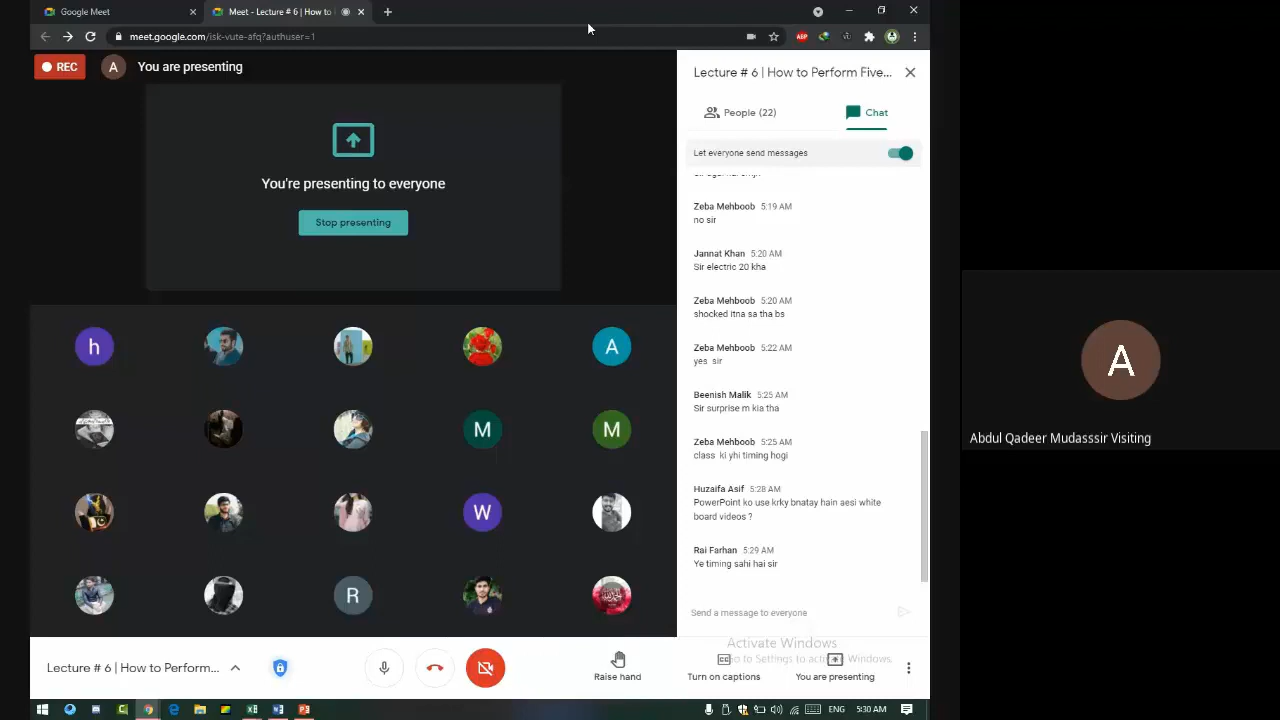 Google Meet
Meet - Lecture # 6 | How to
meet.google.com/isk-vute-afq?authuser=1
ABP
REC
A
You are presenting
Lecture # 6 | How to Perform Five...
People (22)
Chat
You're presenting to everyone
Let everyone send messages
Stop presenting
Zeba Mehboob 5:19 AM
no sir
Jannat Khan 5:20 AM
Sir electric 20 kha
Zeba Mehboob 5:20 AM
shocked itna sa tha bs
Zeba Mehboob 5:22 AM
yes sir
Beenish Malik 5:25 AM
Sir surprise m kia tha
Zeba Mehboob 5:25 AM
class ki yhi timing hogi
Huzaifa Asif 5:28 AM
PowerPoint ko use krky bnatay hain aesi white
board videos ?
Rai Farhan 5:29 AM
Ye timing sahi hai sir
h
A
M
M
W
R
A
Abdul Qadeer Mudasssir Visiting
Send a message to everyone
Activate Windows
to Settings to activate Windows.
Lecture # 6 | How to Perform...
Raise hand
Turn on captions
You are presenting
ENG
5:30 AM